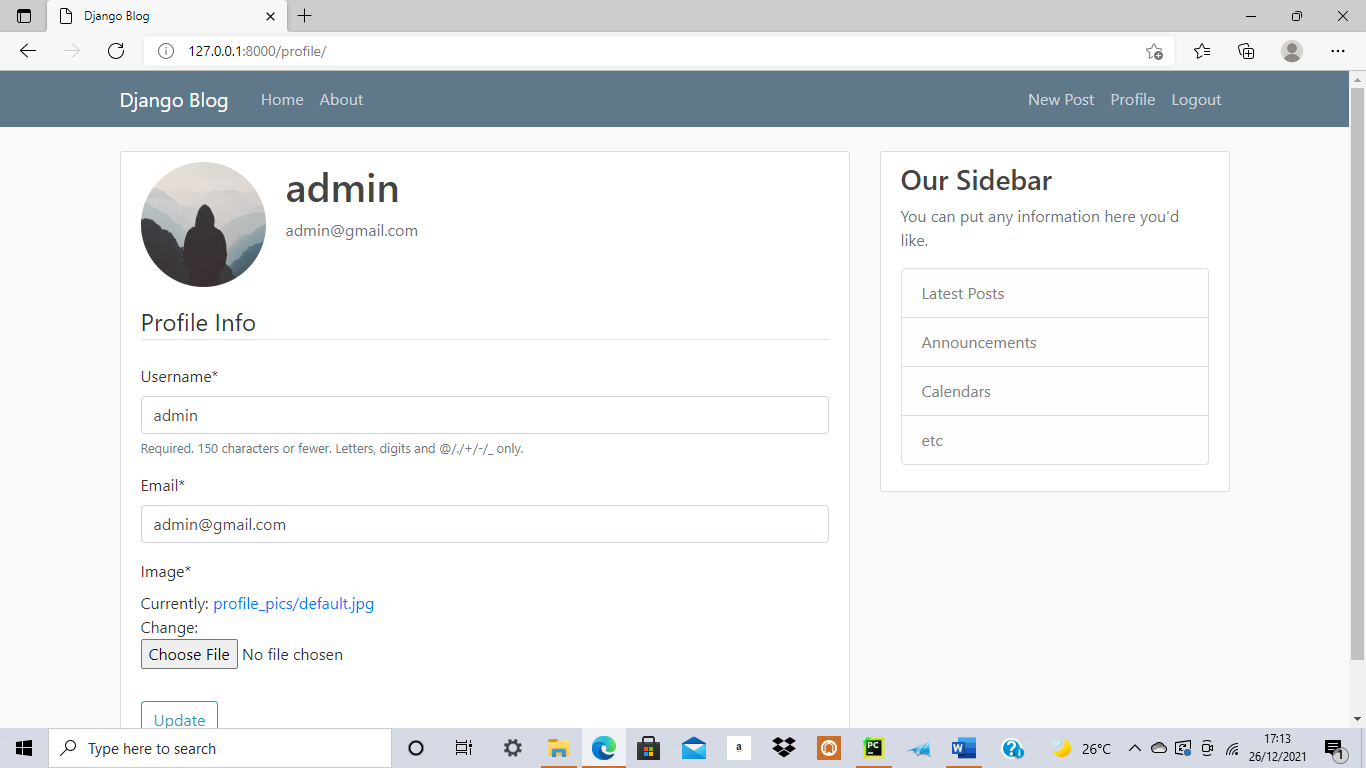 Django Blog
127.0.0.1:8000/profile/
Django Blog Home About New Post Profile Logout
admin
admin@gmail.com
Profile Info
Username*
admin
Required. 150 characters or fewer. Letters, digits and @/./+/-/_ only.
Email*
admin@gmail.com
Image*
Currently: profile_pics/default.jpg
Change:
Choose File No file chosen
Update
Our Sidebar
You can put any information here you'd
like.
Latest Posts
Announcements
Calendars
etc
Type here to search
a
PC
W
26°C
17:13
26/12/2021
1